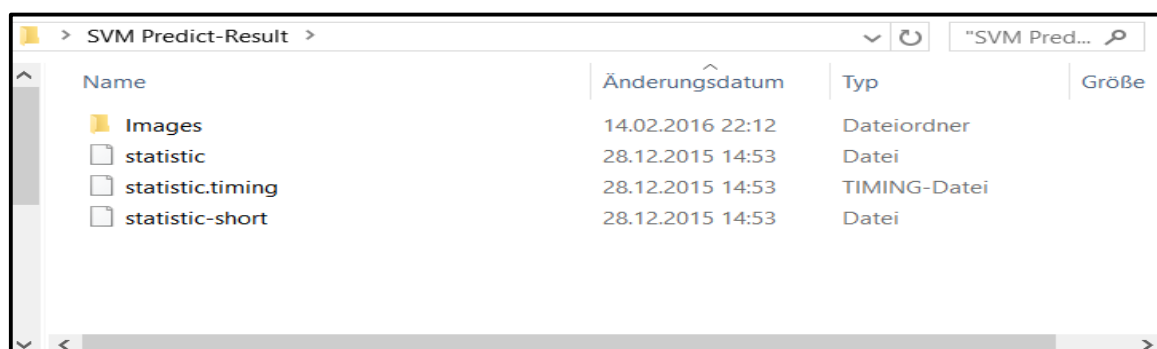 > SVM Predict-Result > "SVM Pred...
Name Änderungsdatum Typ Größe
Images 14.02.2016 22:12 Dateiordner
statistic 28.12.2015 14:53 Datei
statistic.timing 28.12.2015 14:53 TIMING-Datei
statistic-short 28.12.2015 14:53 Datei